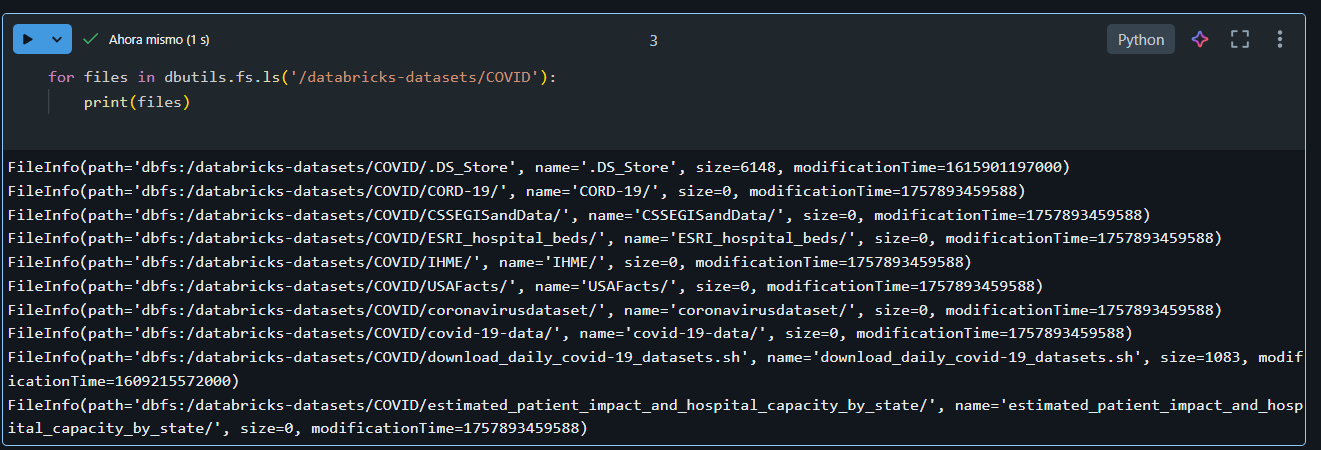 Ahora mismo (1 s)
3
Python
for files in dbutils.fs.ls('/databricks-datasets/COVID'):
print(files)
FileInfo(path='dbfs:/databricks-datasets/COVID/.DS_Store', name='.DS_Store', size=6148, modificationTime=1615901197000)
FileInfo(path='dbfs:/databricks-datasets/COVID/CORD-19/', name='CORD-19/', size=0, modificationTime=1757893459588)
FileInfo(path='dbfs:/databricks-datasets/COVID/CSSEGISandData/', name='CSSEGISandData/', size=0, modificationTime=1757893459588)
FileInfo(path='dbfs:/databricks-datasets/COVID/ESRI_hospital_beds/', name='ESRI_hospital_beds/', size=0, modificationTime=1757893459588)
FileInfo(path='dbfs:/databricks-datasets/COVID/IHME/', name='IHME/', size=0, modificationTime=1757893459588)
FileInfo(path='dbfs:/databricks-datasets/COVID/USAFacts/', name='USAFacts/', size=0, modificationTime=1757893459588)
FileInfo(path='dbfs:/databricks-datasets/COVID/coronavirusdataset/', name='coronavirusdataset/', size=0, modificationTime=1757893459588)
FileInfo(path='dbfs:/databricks-datasets/COVID/covid-19-data/', name='covid-19-data/', size=0, modificationTime=1757893459588)
FileInfo(path='dbfs:/databricks-datasets/COVID/download_daily_covid-19_datasets.sh', name='download_daily_covid-19_datasets.sh', size=1083, modif
icationTime=1609215572000)
FileInfo(path='dbfs:/databricks-datasets/COVID/estimated_patient_impact_and_hospital_capacity_by_state/', name='estimated_patient_impact_and_hosp
ital_capacity_by_state/', size=0, modificationTime=1757893459588)